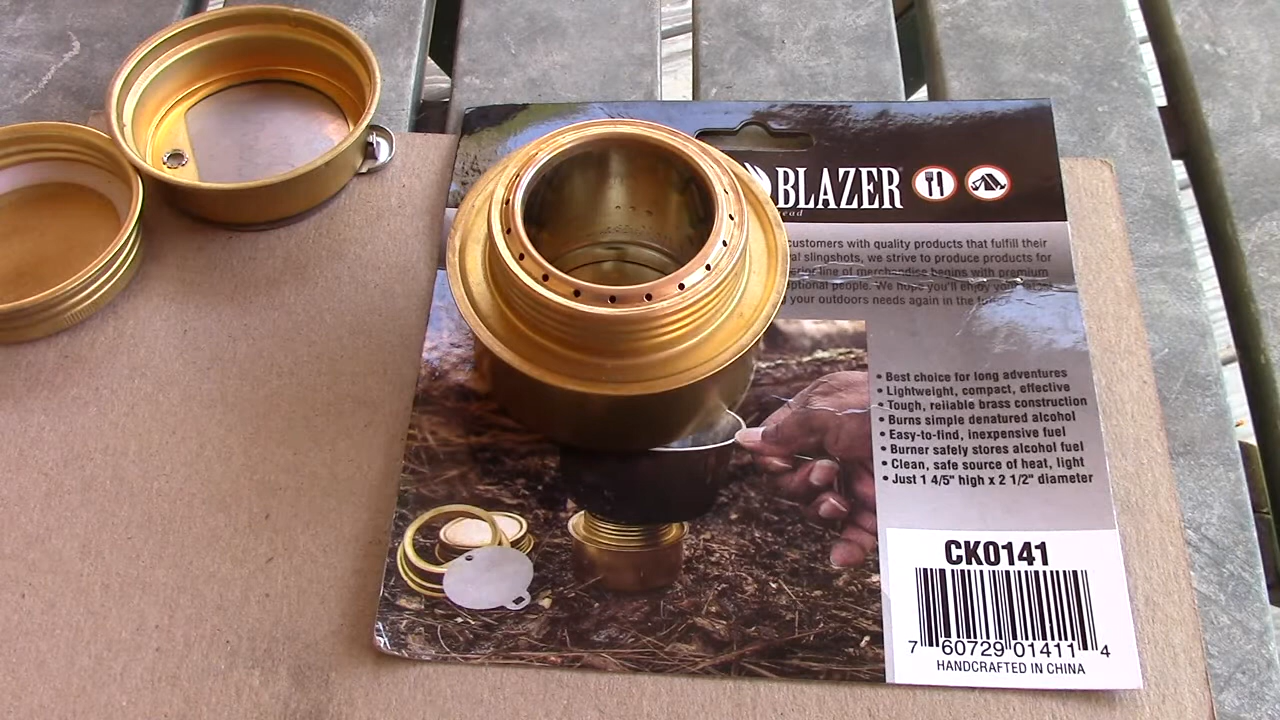 BLAZER
customers with quality products that fulfill their
slingshots, we strive to produce products for
line of merchandise begins with premium
people. We hope you'll enjoy your
your outdoors needs again in the
• Best choice for long adventures
• Lightweight, compact, effective
• Tough, reliable brass construction
• Burns simple denatured alcohol
• Easy-to-find, inexpensive fuel
• Burner safely stores alcohol fuel
• Clean, safe source of heat, light
• Just 1 4/5" high x 2 1/2" diameter
CK0141
7 60729 01411 4
HANDCRAFTED IN CHINA